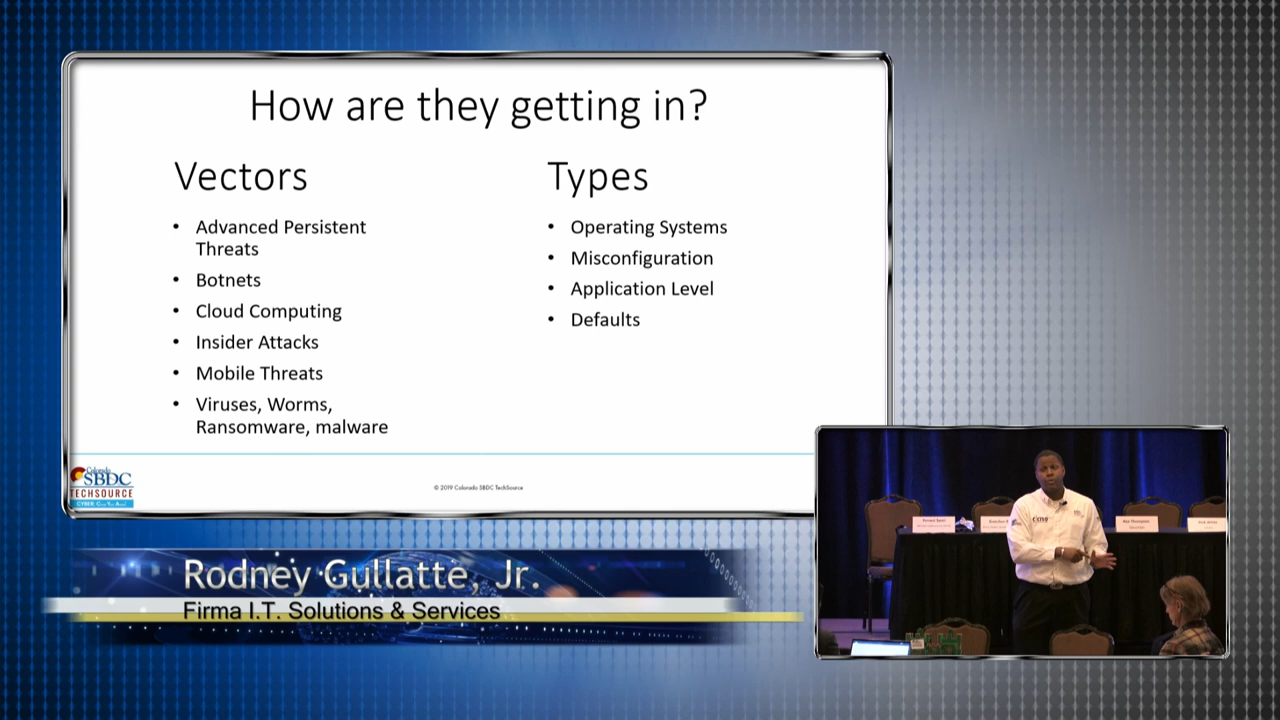 How are they getting in?
Vectors
• Advanced Persistent
Threats
• Botnets
• Cloud Computing
• Insider Attacks
• Mobile Threats
• Viruses, Worms,
Ransomware, malware
Types
• Operating Systems
• Misconfiguration
• Application Level
• Defaults
Colorado
SBDC
TECHSOURCE
© 2019 Colorado SBDC TechSource
Rodney Gullatte, Jr.
Firma I.T. Solutions & Services